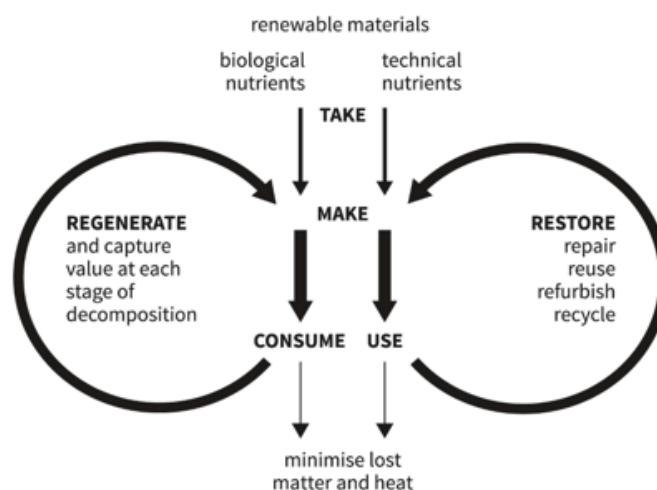 renewable materials
biological
nutrients
technical
nutrients
TAKE
MAKE
REGENERATE
and capture
value at each
stage of
decomposition
RESTORE
repair
reuse
refurbish
recycle
CONSUME
USE
minimise lost
matter and heat